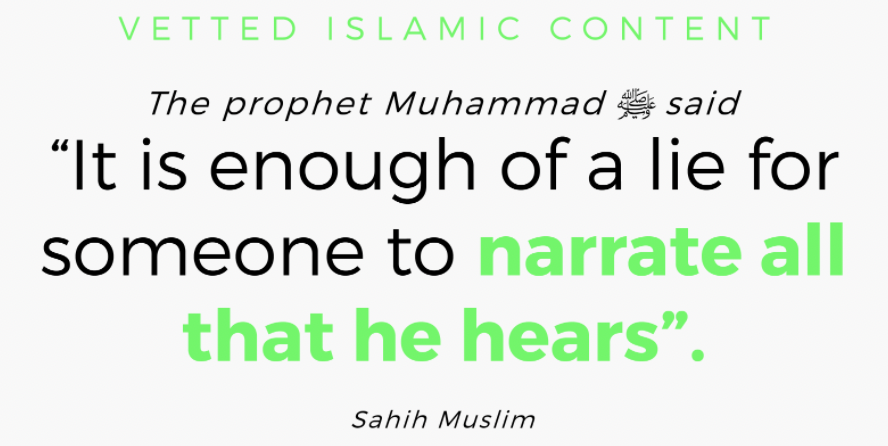 VETTED ISLAMIC CONTENT
The prophet Muhammad ﷺ said
“It is enough of a lie for
someone to narrate all
that he hears”.
Sahih Muslim